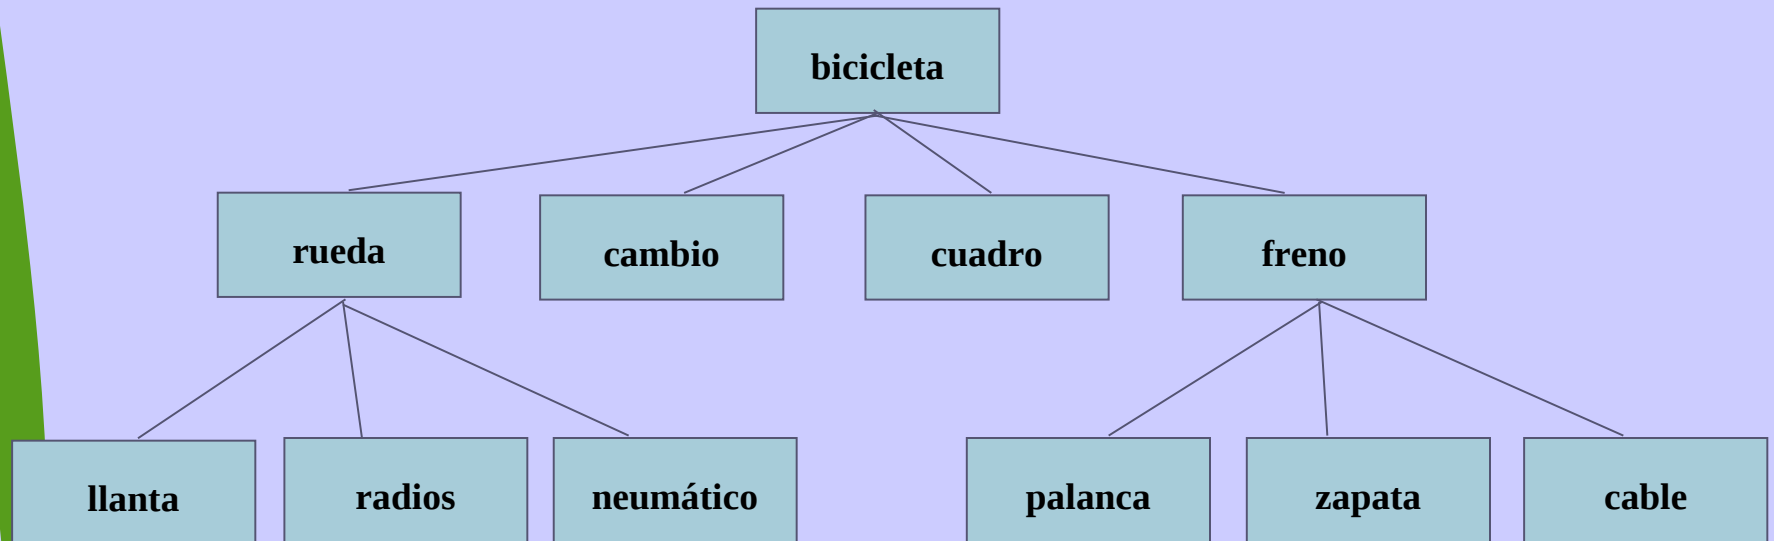 bicicleta
rueda
cambio
cuadro
freno
llanta
radios
neumático
palanca
zapata
cable